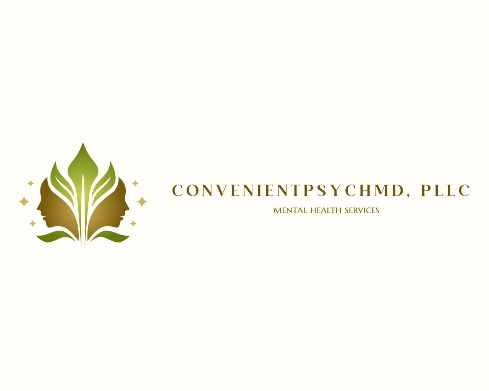 CONVENIENTPSYCHMD, PLLC
MENTAL HEALTH SERVICES